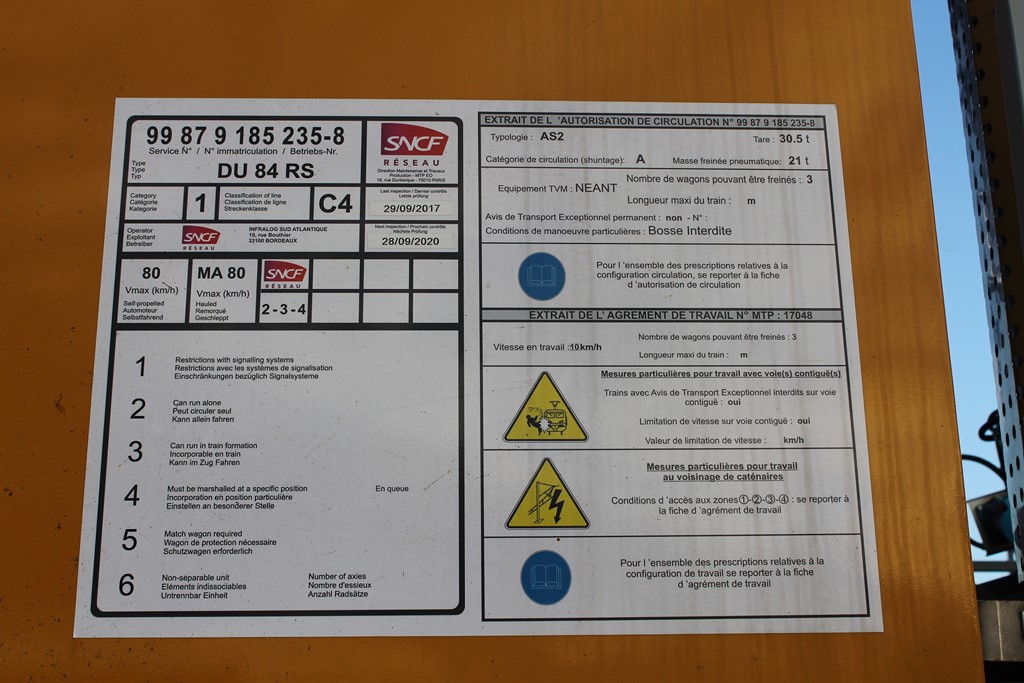 99 87 9 185 235-8
Service N° / N° immatriculation / Betriebs-Nr.
Type
Type
Typ
DU 84 RS
SNCF
RÉSEAU
Direction Maintenance et Travaux
Production - MTP EO
18, rue Dunkerque - 75010 PARIS
Category
Catégorie
Kategorie
1
Classification of line
Classification de ligne
Streckenklasse
C4
Last inspection / Dernier contrôle
Letzte prüfung
29/09/2017
Operator
Exploitant
Betreiber
SNCF
RÉSEAU
INFRALOG SUD ATLANTIQUE
10, rue Bouthier
33100 BORDEAUX
Next inspection / Prochain contrôle
Nächste Prüfung
28/09/2020
80
Vmax (km/h)
Self-propelled
Automoteur
Selbstfahrend
MA 80
Vmax (km/h)
Hauled
Remorqué
Geschleppt
SNCF
RÉSEAU
2-3-4
1
Restrictions with signalling systems
Restrictions avec les systèmes de signalisation
Einschränkungen bezüglich Signalsysteme
2
Can run alone
Peut circuler seul
Kann allein fahren
3
Can run in train formation
Incorporable en train
Kann im Zug Fahren
4
Must be marshalled at a specific position
Incorporation en position particulière
Einstellen an besonderer Stelle
En queue
5
Match wagon required
Wagon de protection nécessaire
Schutzwagen erforderlich
6
Non-separable unit
Eléments indissociables
Untrennbar Einheit
Number of axies
Nombre d'essieux
Anzahl Radsätze
EXTRAIT DE L 'AUTORISATION DE CIRCULATION N° 99 87 9 185 235-8
Typologie : AS2
Tare : 30.5 t
Catégorie de circulation (shuntage): A
Masse freinée pneumatique: 21 t
Equipement TVM : NEANT
Nombre de wagons pouvant être freinés : 3
Longueur maxi du train : m
Avis de Transport Exceptionnel permanent : non - N° :
Conditions de manoeuvre particulières : Bosse Interdite
Pour l 'ensemble des prescriptions relatives à la
configuration circulation, se reporter à la fiche
d 'autorisation de circulation
EXTRAIT DE L' AGREMENT DE TRAVAIL N° MTP : 17048
Vitesse en travail :10km/h
Nombre de wagons pouvant être freinés : 3
Longueur maxi du train : m
Mesures particulières pour travail avec voie(s) contiguë(s)
Trains avec Avis de Transport Exceptionnel interdits sur voie
contiguë : oui
Limitation de vitesse sur voie contiguë : oui
Valeur de limitation de vitesse : km/h
Mesures particulières pour travail
au voisinage de caténaires
Conditions d 'accès aux zones①-②-③-④ : se reporter à
la fiche d 'agrément de travail
Pour l 'ensemble des prescriptions relatives à la
configuration de travail se reporter à la fiche
d 'agrément de travail